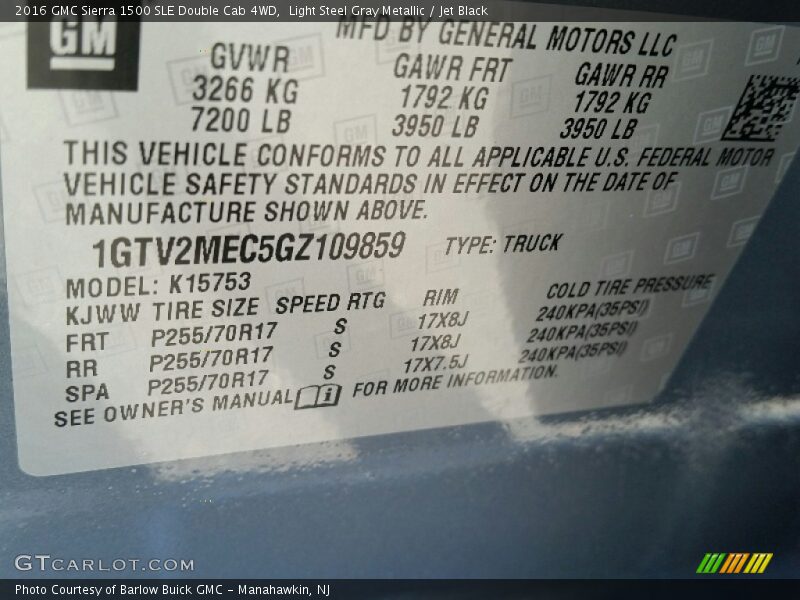 2016 GMC Sierra 1500 SLE Double Cab 4WD,  Light Steel Gray Metallic / Jet Black
GM
MFD BY GENERAL MOTORS LLC
GVWR GAWR FRT GAWR RR
3266 KG 1792 KG 1792 KG
7200 LB 3950 LB 3950 LB
THIS VEHICLE CONFORMS TO ALL APPLICABLE U.S. FEDERAL MOTOR
VEHICLE SAFETY STANDARDS IN EFFECT ON THE DATE OF
MANUFACTURE SHOWN ABOVE.
1GTV2MEC5GZ109859 TYPE: TRUCK
MODEL: K15753
KJWW TIRE SIZE SPEED RTG RIM COLD TIRE PRESSURE
FRT P255/70R17 S 17X8J 240KPA(35PSI)
RR P255/70R17 S 17X8J 240KPA(35PSI)
SPA P255/70R17 S 17X7.5J 240KPA(35PSI)
SEE OWNER'S MANUAL FOR MORE INFORMATION.
GTCARLOT.COM
Photo Courtesy of Barlow Buick GMC – Manahawkin, NJ